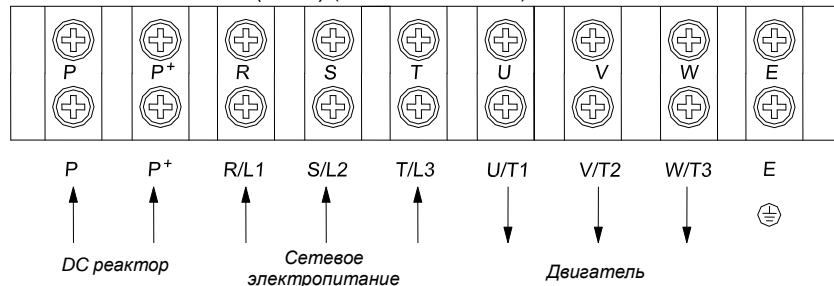 P P+ R S T U V W E
P P+ R/L1 S/L2 T/L3 U/T1 V/T2 W/T3 E
DC реактор
Сетевое
электропитание
Двигатель